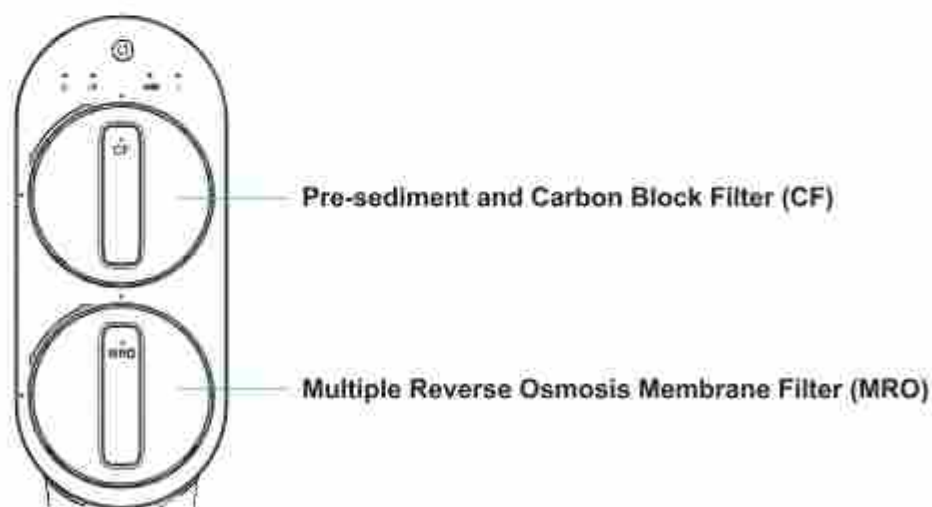 CF
Pre-sediment and Carbon Block Filter (CF)
MRO
Multiple Reverse Osmosis Membrane Filter (MRO)